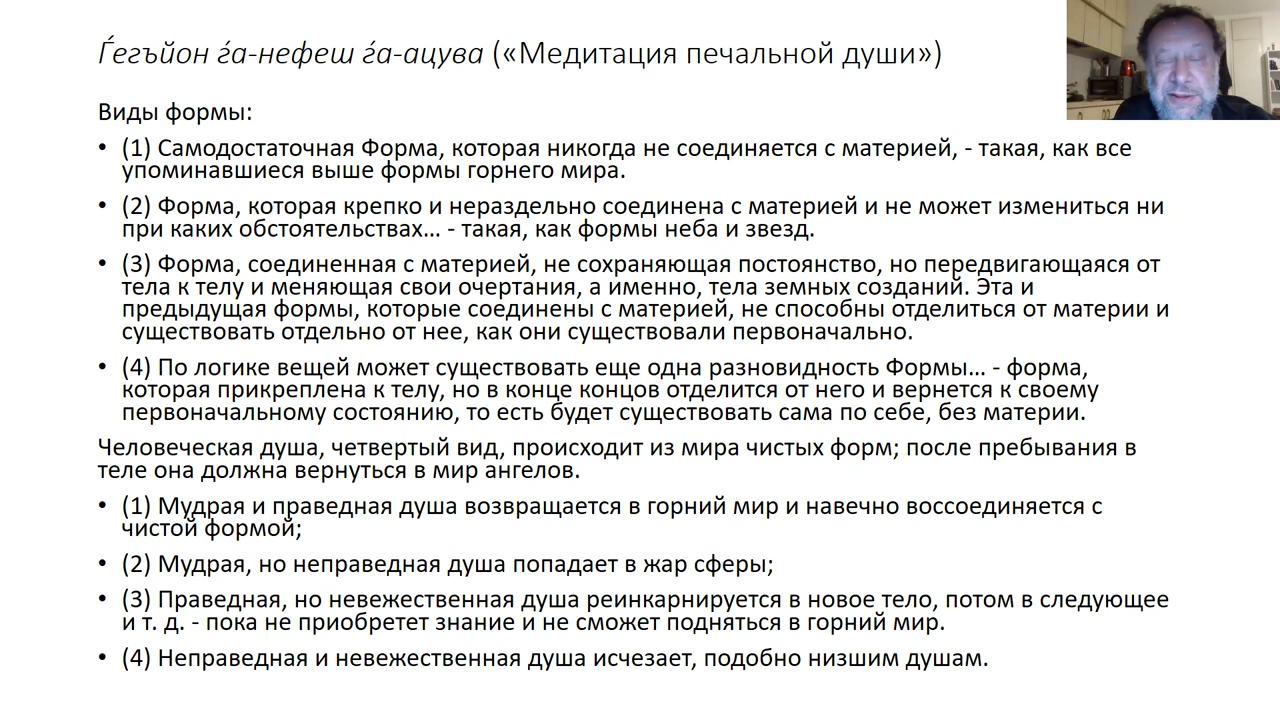 Ѓегъйон ѓа-нефеш ѓа-ацува («Медитация печальной души»)
Виды формы:
• (1) Самодостаточная Форма, которая никогда не соединяется с материей, - такая, как все
упоминавшиеся выше формы горнего мира.
• (2) Форма, которая крепко и нераздельно соединена с материей и не может измениться ни
при каких обстоятельствах… - такая, как формы неба и звезд.
• (3) Форма, соединенная с материей, не сохраняющая постоянство, но передвигающаяся от
тела к телу и меняющая свои очертания, а именно, тела земных созданий. Эта и
предыдущая формы, которые соединены с материей, не способны отделиться от материи и
существовать отдельно от нее, как они существовали первоначально.
• (4) По логике вещей может существовать еще одна разновидность Формы… - форма,
которая прикреплена к телу, но в конце концов отделится от него и вернется к своему
первоначальному состоянию, то есть будет существовать сама по себе, без материи.
Человеческая душа, четвертый вид, происходит из мира чистых форм; после пребывания в
теле она должна вернуться в мир ангелов.
• (1) Мудрая и праведная душа возвращается в горний мир и навечно воссоединяется с
чистой формой;
• (2) Мудрая, но неправедная душа попадает в жар сферы;
• (3) Праведная, но невежественная душа реинкарнируется в новое тело, потом в следующее
и т. д. - пока не приобретет знание и не сможет подняться в горний мир.
• (4) Неправедная и невежественная душа исчезает, подобно низшим душам.